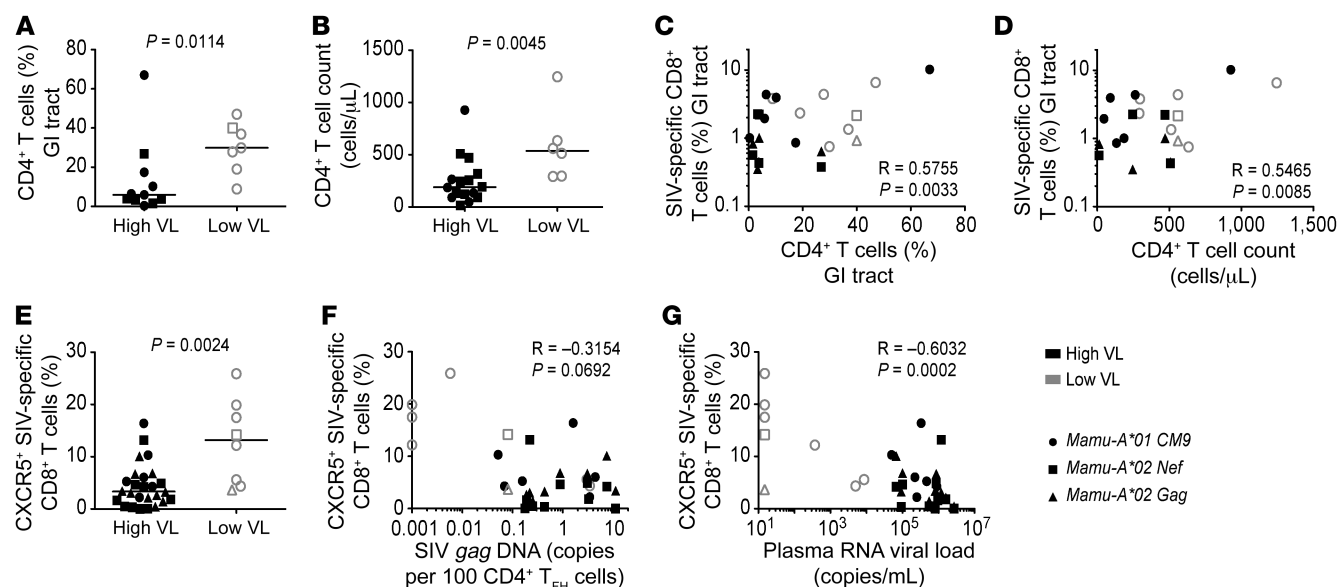 A
CD4+ T cells (%)
GI tract
P = 0.0114
80
60
40
20
0
High VL
Low VL
B
CD4+ T cell count
(cells/μL)
P = 0.0045
1500
1000
500
0
High VL
Low VL
C
SIV-specific CD8+
T cells (%) GI tract
10
1
0.1
R = 0.5755
P = 0.0033
0 20 40 60 80
CD4+ T cells (%)
GI tract
D
SIV-specific CD8+
T cells (%) GI tract
10
1
0.1
R = 0.5465
P = 0.0085
0 500 1,000 1,500
CD4+ T cell count
(cells/μL)
E
CXCR5+ SIV-specific
CD8+ T cells (%)
P = 0.0024
30
20
10
0
High VL
Low VL
F
CXCR5+ SIV-specific
CD8+ T cells (%)
R = –0.3154
P = 0.0692
30
20
10
0
0.001 0.01 0.1 1 10
SIV gag DNA (copies
per 100 CD4+ TFH cells)
G
CXCR5+ SIV-specific
CD8+ T cells (%)
R = –0.6032
P = 0.0002
30
20
10
0
10¹ 10³ 10⁵ 10⁷
Plasma RNA viral load
(copies/mL)
High VL
Low VL
Mamu-A*01 CM9
Mamu-A*02 Nef
Mamu-A*02 Gag